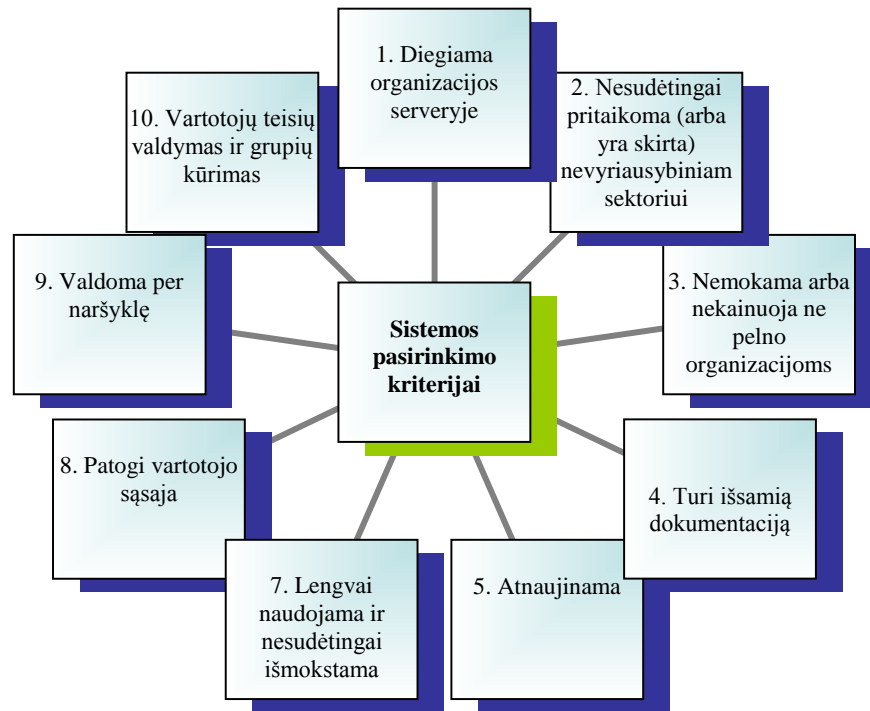 1. Diegiama
organizacijos
serveryje
2. Nesudėtingai
pritaikoma (arba
yra skirta)
nevyriausybiniam
sektoriui
3. Nemokama arba
nekainuoja ne
pelno
organizacijoms
4. Turi išsamią
dokumentaciją
5. Atnaujinama
7. Lengvai
naudojama ir
nesudėtingai
išmokstama
8. Patogi vartotojo
sąsaja
9. Valdoma per
naršyklę
10. Vartotojų teisių
valdymas ir grupių
kūrimas
Sistemos
pasirinkimo
kriterijai